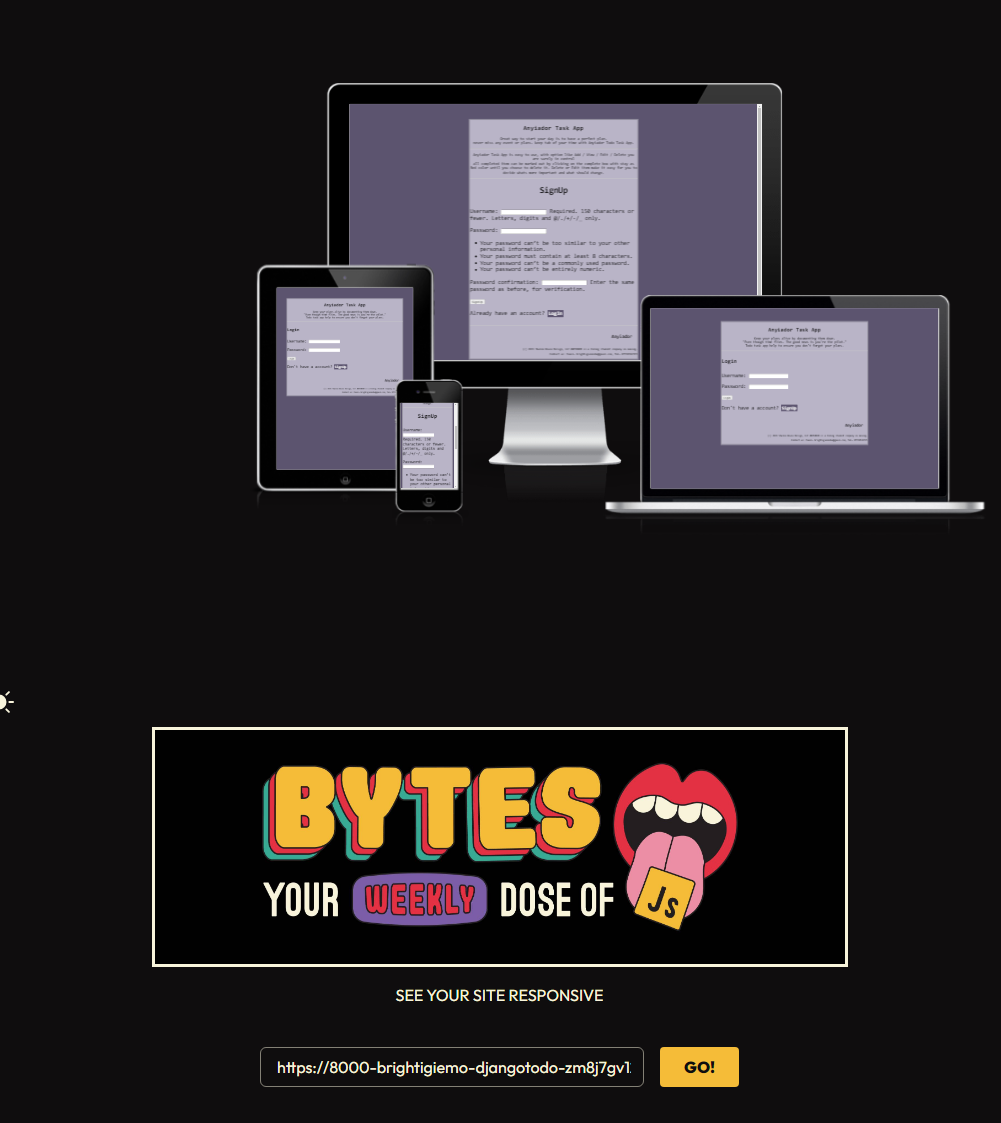 Anyiador Task App
SignUp
Username: Required. 150 characters or
fewer. Letters, digits and @/./+/-/_ only.
Password:
Your password can't be too similar to your other
personal information.
Your password must contain at least 8 characters.
Your password can't be a commonly used password.
Your password can't be entirely numeric.
Password confirmation: Enter the same
password as before, for verification.
Already have an account? Login
Anyiador
Anyiador Task App
Login
Username:
Password:
Don't have a account? SignUp
SignUp
Username:
Required. 150
characters or fewer.
Letters, digits and
@/./+/-/_ only.
Password:
Your password can't
be too similar to
your other personal
Anyiador Task App
Login
Username:
Password:
Don't have a account? SignUp
Anyiador
BYTES
YOUR WEEKLY DOSE OF Js
SEE YOUR SITE RESPONSIVE
https://8000-brightigiemo-djangotodo-zm8j7gv1
GO!